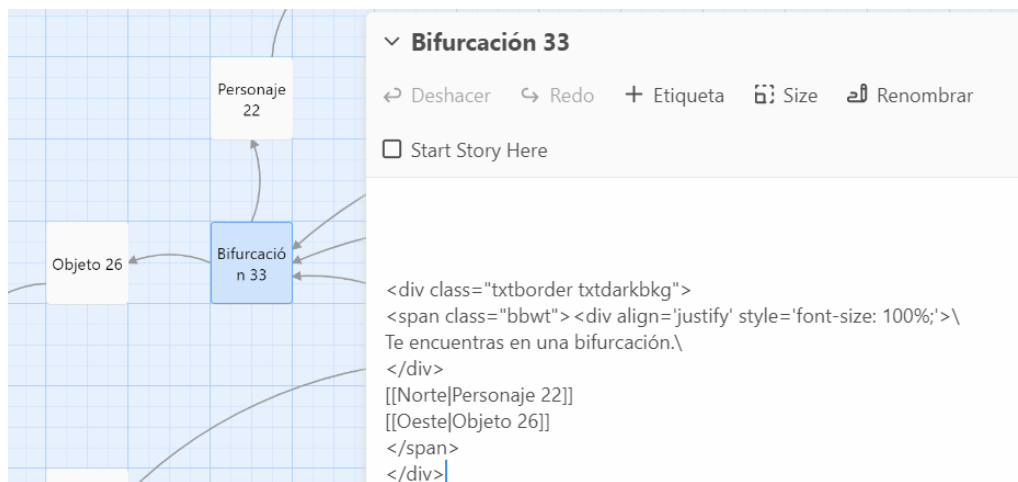 Personaje
22
Objeto 26
Bifurcació
n 33
Bifurcación 33
Deshacer Redo Etiqueta Size Renombrar
Start Story Here
<div class="txtborder txtdarkbkg">
<span class="bbwt"><div align='justify' style='font-size: 100%;'>\
Te encuentras en una bifurcación.\
</div>
[[Norte|Personaje 22]]
[[Oeste|Objeto 26]]
</span>
</div>